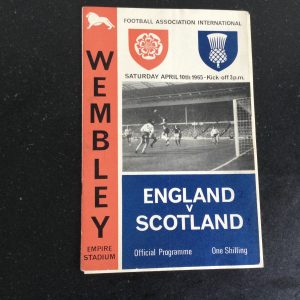 FOOTBALL ASSOCIATION INTERNATIONAL
SATURDAY APRIL 10th 1965 - Kick off 3 p.m.
WEMBLEY
EMPIRE
STADIUM
ENGLAND
v
SCOTLAND
Official Programme One Shilling